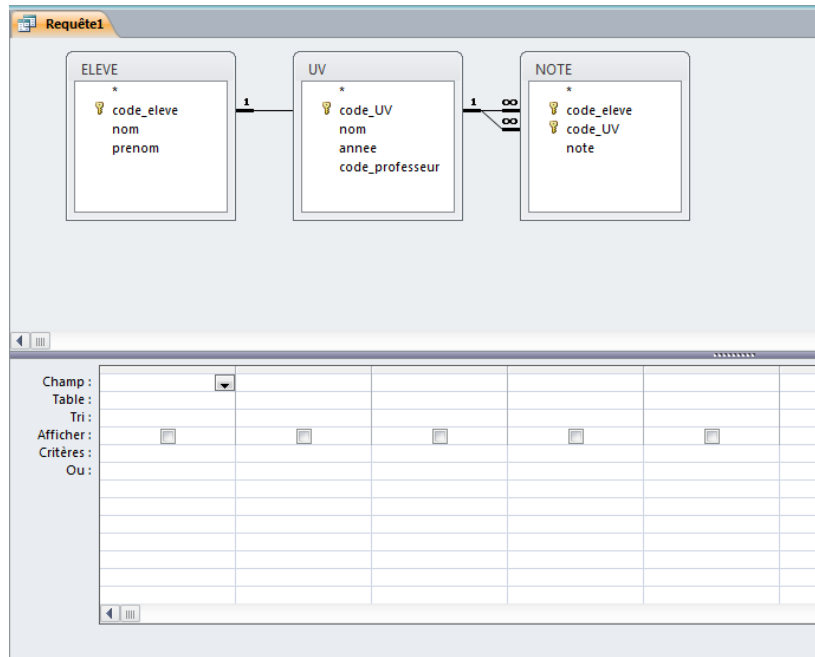 Requête1
ELEVE
*
code_eleve
nom
prenom
1
UV
*
code_UV
nom
annee
code_professeur
1
∞
∞
NOTE
*
code_eleve
code_UV
note
Champ :
Table :
Tri :
Afficher :
Critères :
Ou :